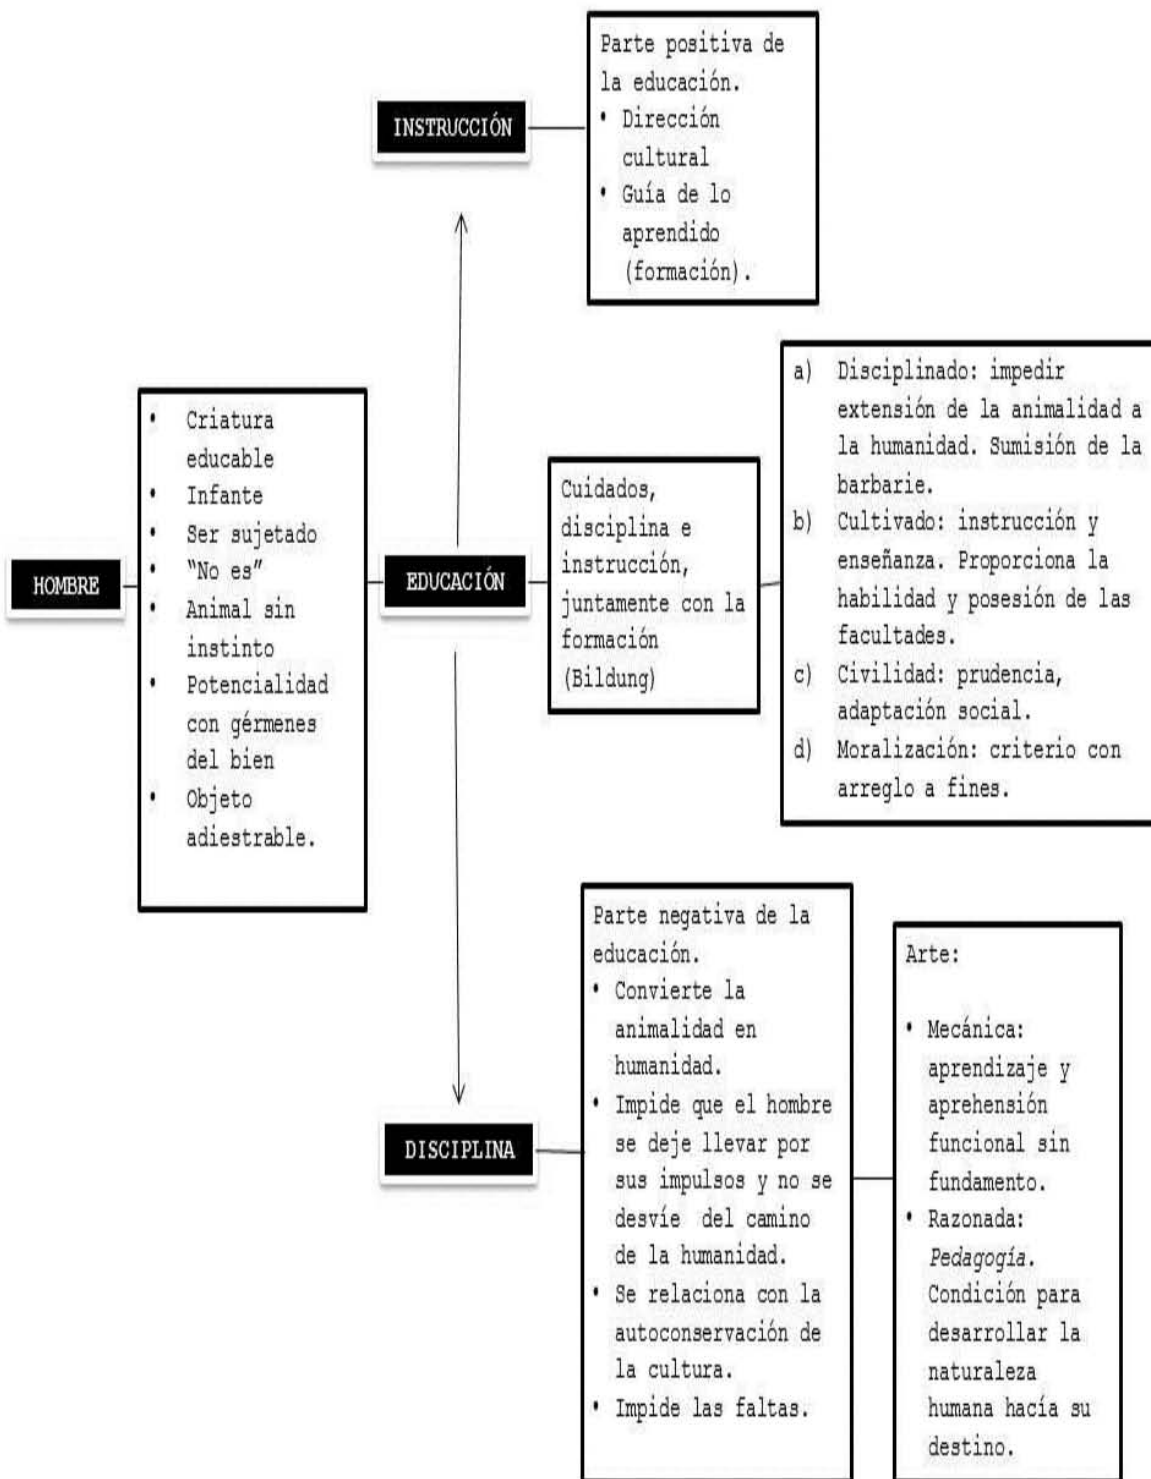 INSTRUCCIÓN
Parte positiva de
la educación.
• Dirección
cultural
• Guía de lo
aprendido
(formación).
HOMBRE
• Criatura
educable
• Infante
• Ser sujetado
• “No es”
• Animal sin
instinto
• Potencialidad
con gérmenes
del bien
• Objeto
adiestrable.
EDUCACIÓN
Cuidados,
disciplina e
instrucción,
juntamente con la
formación
(Bildung)
a) Disciplinado: impedir
extensión de la animalidad a
la humanidad. Sumisión de la
barbarie.
b) Cultivado: instrucción y
enseñanza. Proporciona la
habilidad y posesión de las
facultades.
c) Civilidad: prudencia,
adaptación social.
d) Moralización: criterio con
arreglo a fines.
DISCIPLINA
Parte negativa de la
educación.
• Convierte la
animalidad en
humanidad.
• Impide que el hombre
se deje llevar por
sus impulsos y no se
desvíe del camino
de la humanidad.
• Se relaciona con la
autoconservación de
la cultura.
• Impide las faltas.
Arte:
• Mecánica:
aprendizaje y
aprehensión
funcional sin
fundamento.
• Razonada:
Pedagogía.
Condición para
desarrollar la
naturaleza
humana hacía su
destino.